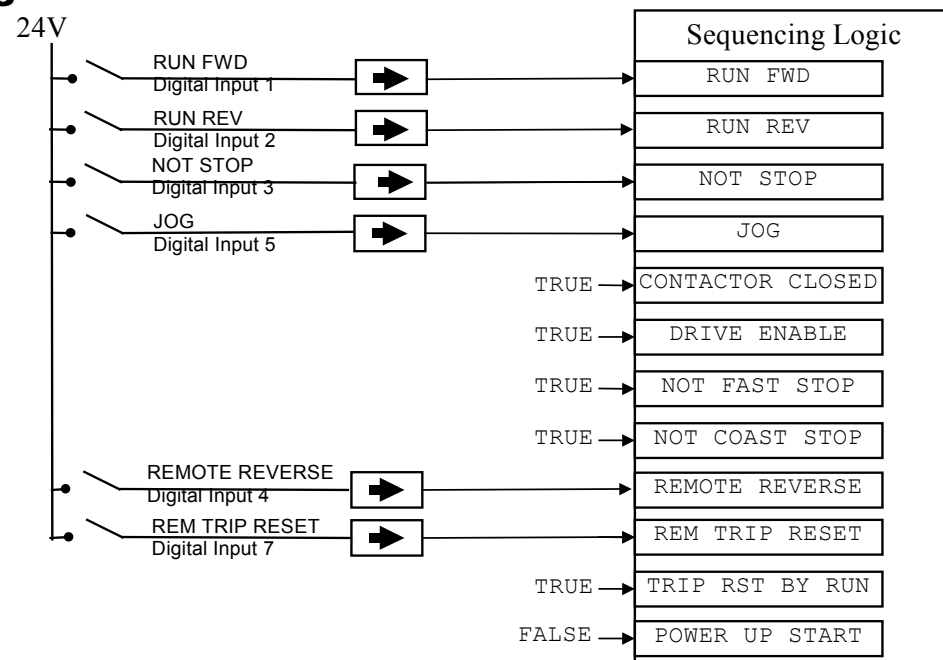 24V
Sequencing Logic
RUN FWD
Digital Input 1
RUN FWD
RUN REV
Digital Input 2
RUN REV
NOT STOP
Digital Input 3
NOT STOP
JOG
Digital Input 5
JOG
TRUE
CONTACTOR CLOSED
TRUE
DRIVE ENABLE
TRUE
NOT FAST STOP
TRUE
NOT COAST STOP
REMOTE REVERSE
Digital Input 4
REMOTE REVERSE
REM TRIP RESET
Digital Input 7
REM TRIP RESET
TRUE
TRIP RST BY RUN
FALSE
POWER UP START